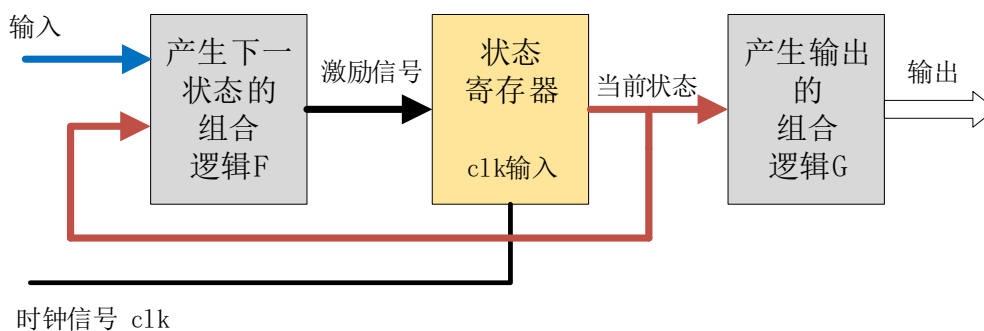 输入
产生下一
状态的
组合
逻辑F
激励信号
状态
寄存器
clk输入
当前状态
产生输出
的
组合
逻辑G
输出
时钟信号 clk